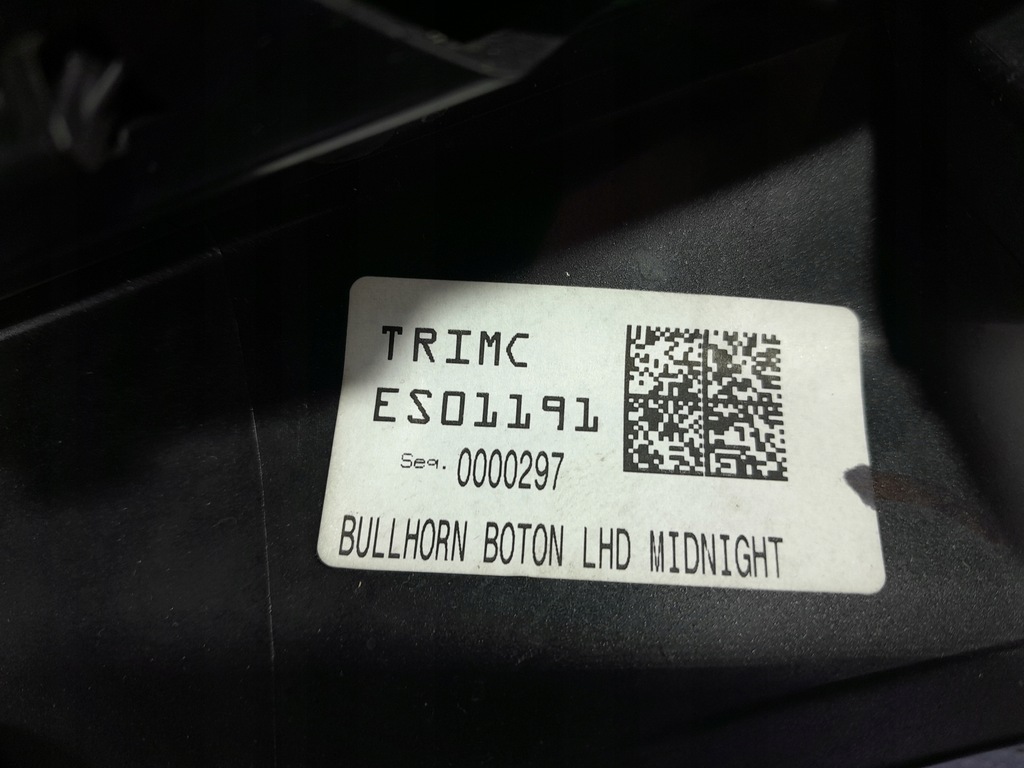 TRIMC
ES01191
Seq. 0000297
BULLHORN BOTON LHD MIDNIGHT